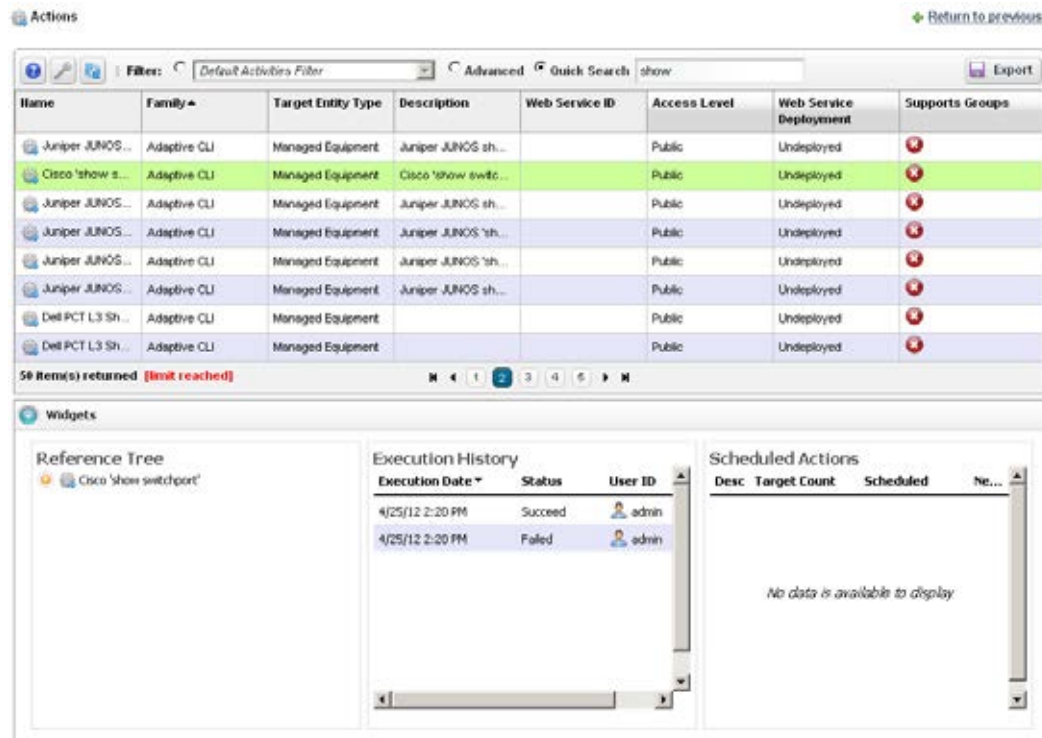 Actions
Return to previous
Filter: Default Activities Filter Advanced Quick Search show Export
Name Family Target Entity Type Description Web Service ID Access Level Web Service Deployment Supports Groups
Juniper JUNOS... Adaptive CLI Managed Equipment Juniper JUNOS sh... Public Undeployed
Cisco 'show s... Adaptive CLI Managed Equipment Cisco 'show switc... Public Undeployed
Juniper JUNOS... Adaptive CLI Managed Equipment Juniper JUNOS sh... Public Undeployed
Juniper JUNOS... Adaptive CLI Managed Equipment Juniper JUNOS 'sh... Public Undeployed
Juniper JUNOS... Adaptive CLI Managed Equipment Juniper JUNOS 'sh... Public Undeployed
Juniper JUNOS... Adaptive CLI Managed Equipment Juniper JUNOS sh... Public Undeployed
Dell PCT L3 Sh... Adaptive CLI Managed Equipment Public Undeployed
Dell PCT L3 Sh... Adaptive CLI Managed Equipment Public Undeployed
50 item(s) returned [limit reached] 1 2 3 4 5
Widgets
Reference Tree Execution History Scheduled Actions
Cisco 'show switchport' Execution Date Status User ID Desc Target Count Scheduled Ne...
4/25/12 2:20 PM Succeed admin
4/25/12 2:20 PM Failed admin
No data is available to display